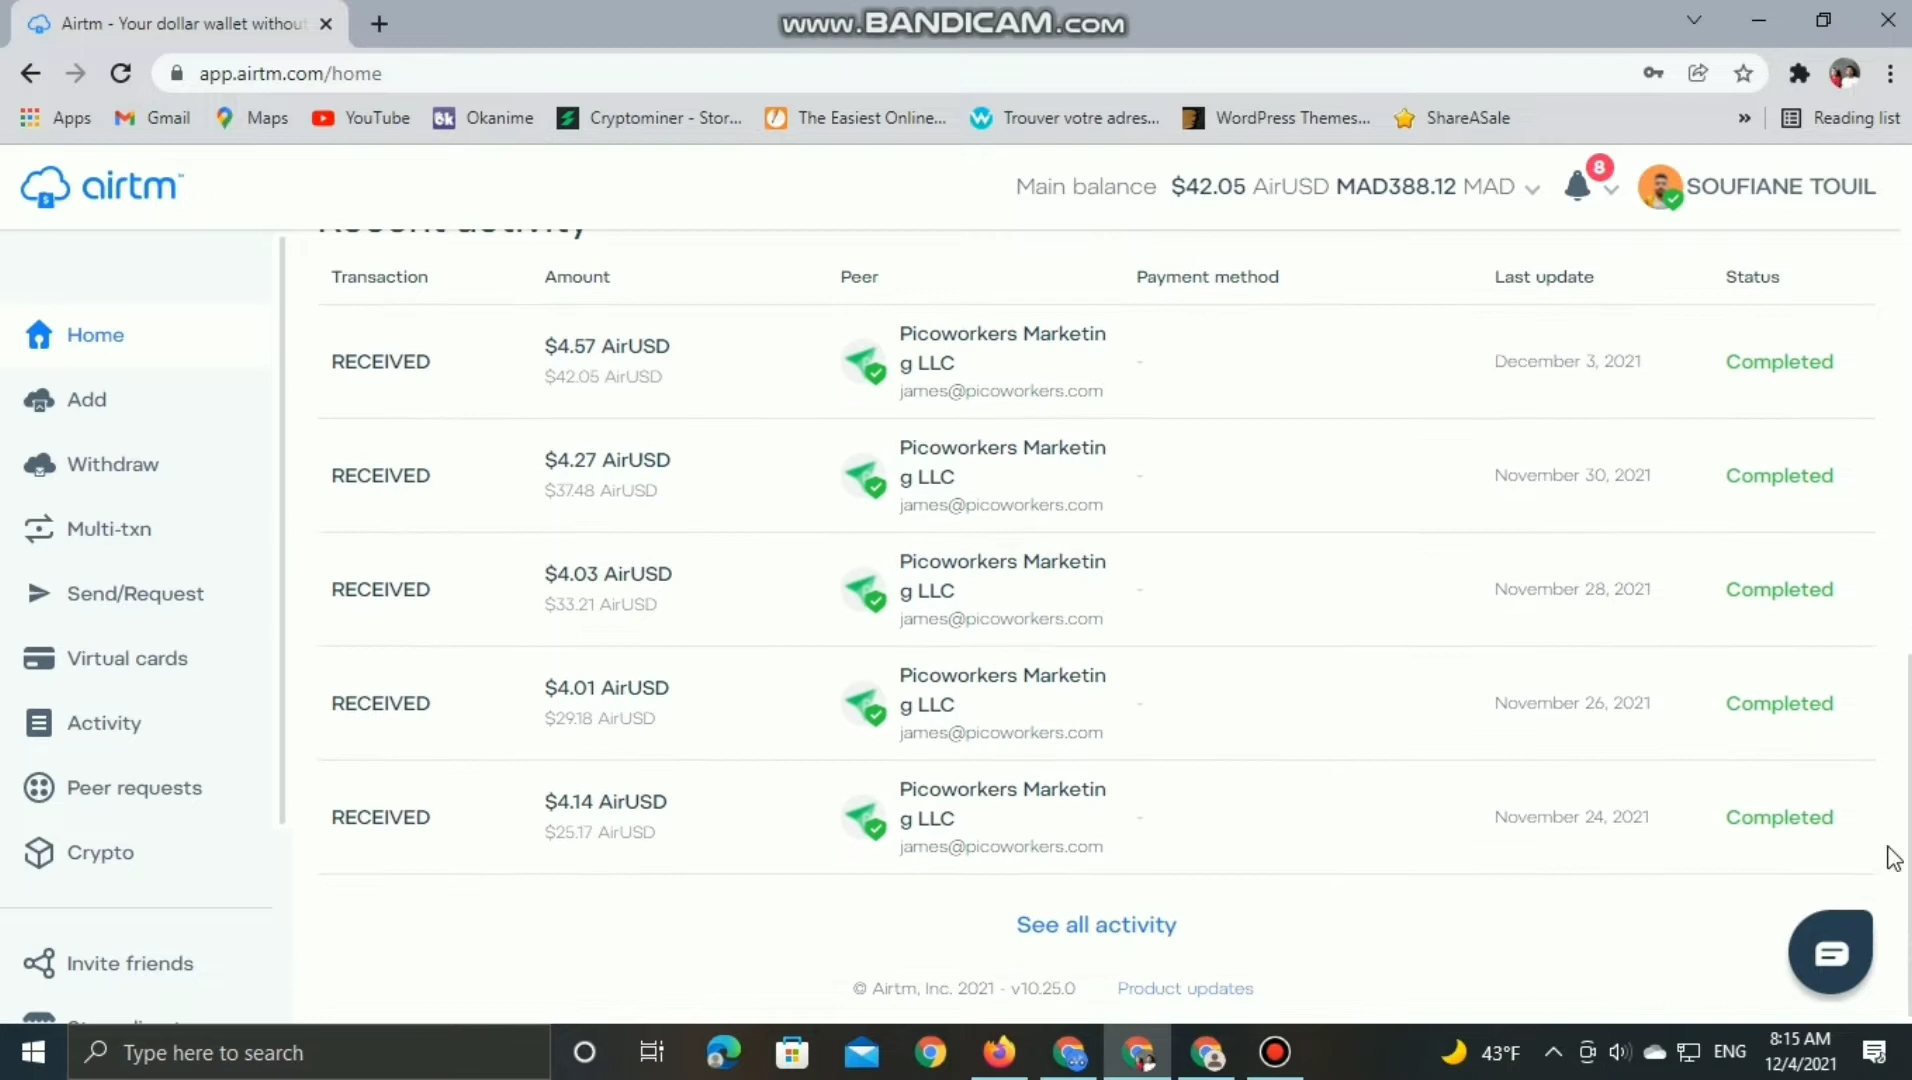 Airtm - Your dollar wallet without
www.BANDICAM.com
app.airtm.com/home
Apps
Gmail
Maps
YouTube
Okanime
Cryptominer - Stor...
The Easiest Online...
Trouver votre adres...
WordPress Themes...
ShareASale
»
Reading list
airtm™
Main balance $42.05 AirUSD MAD388.12 MAD
8
SOUFIANE TOUIL
Recent activity
Transaction Amount Peer Payment method Last update Status
Picoworkers Marketin
RECEIVED $4.57 AirUSD g LLC - December 3, 2021 Completed
$42.05 AirUSD james@picoworkers.com
Picoworkers Marketin
RECEIVED $4.27 AirUSD g LLC - November 30, 2021 Completed
$37.48 AirUSD james@picoworkers.com
Picoworkers Marketin
RECEIVED $4.03 AirUSD g LLC - November 28, 2021 Completed
$33.21 AirUSD james@picoworkers.com
Picoworkers Marketin
RECEIVED $4.01 AirUSD g LLC - November 26, 2021 Completed
$29.18 AirUSD james@picoworkers.com
Picoworkers Marketin
RECEIVED $4.14 AirUSD g LLC - November 24, 2021 Completed
$25.17 AirUSD james@picoworkers.com
See all activity
© Airtm, Inc. 2021 - v10.25.0 Product updates
Home
Add
Withdraw
Multi-txn
Send/Request
Virtual cards
Activity
Peer requests
Crypto
Invite friends
Type here to search
43°F
ENG
8:15 AM
12/4/2021